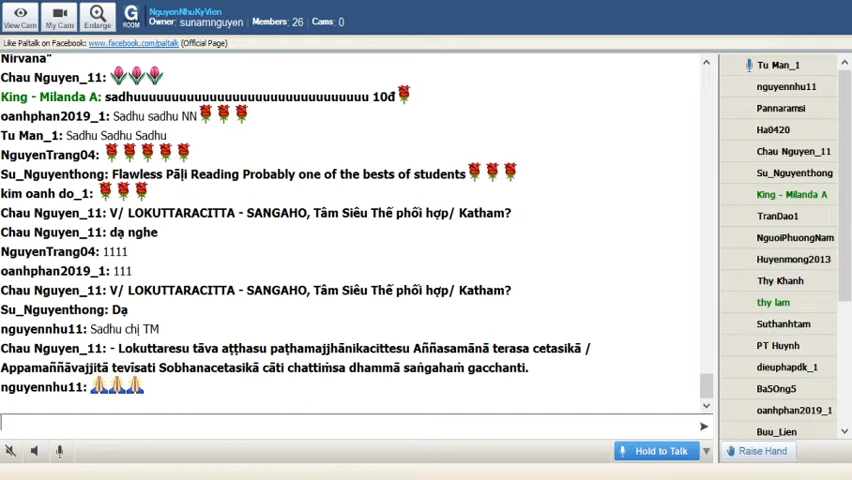 NguyenNhuKyVien
G
ROOM
Owner: sunamnguyen Members: 26 Cams: 0
View Cam My Cam Enlarge
Like Paltalk on Facebook: www.facebook.com/paltalk (Official Page)
Nirvana"
Chau Nguyen_11:
King - Milanda A: sadhuuuuuuuuuuuuuuuuuuuuuuuuuuuuuuu 10đ
oanhphan2019_1: Sadhu sadhu NN
Tu Man_1: Sadhu Sadhu Sadhu
NguyenTrang04:
Su_Nguyenthong: Flawless Pāḷi Reading Probably one of the bests of students
kim oanh do_1:
Chau Nguyen_11: V/ LOKUTTARACITTA - SANGAHO, Tâm Siêu Thế phối hợp/ Katham?
Chau Nguyen_11: dạ nghe
NguyenTrang04: 1111
oanhphan2019_1: 111
Chau Nguyen_11: V/ LOKUTTARACITTA - SANGAHO, Tâm Siêu Thế phối hợp/ Katham?
Su_Nguyenthong: Dạ
nguyennhu11: Sadhu chị TM
Chau Nguyen_11: - Lokuttaresu tāva aṭṭhasu paṭhamajjhānikacittesu Aññasamānā terasa cetasikā /
Appamaññāvajjitā tevīsati Sobhanacetasikā cāti chattiṁsa dhammā saṅgahaṁ gacchanti.
nguyennhu11:
Hold to Talk
Tu Man_1
nguyennhu11
Pannaramsi
Ha0420
Chau Nguyen_11
Su_Nguyenthong
King - Milanda A
TranDao1
NguoiPhuongNam
Huyenmong2013
Thy Khanh
thy lam
Suthanhtam
PT Huynh
dieuphapdk_1
Ba5Ong5
oanhphan2019_1
Buu_Lien
Raise Hand